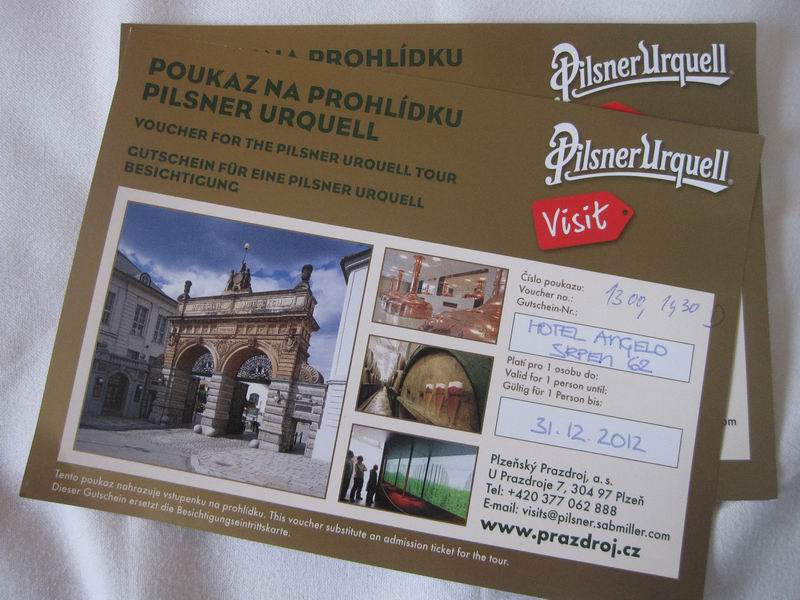 NA PROHLÍDKU
Pilsner Urquell
POUKAZ NA PROHLÍDKU
PILSNER URQUELL
VOUCHER FOR THE PILSNER URQUELL TOUR
GUTSCHEIN FÜR EINE PILSNER URQUELL
BESICHTIGUNG
Pilsner Urquell
Visit
Číslo poukazu:
Voucher no.:
Gutschein-Nr.:
13.00, 14,30
HOTEL ANGELO
SRPEN '62
Platí pro 1 osobu do:
Valid for 1 person until:
Gültig für 1 Person bis:
31.12.2012
Plzeňský Prazdroj, a. s.
U Prazdroje 7, 304 97 Plzeň
Tel: +420 377 062 888
E-mail: visits@pilsner.sabmiller.com
www.prazdroj.cz
Tento poukaz nahrazuje vstupenku na prohlídku. This voucher substitute an admission ticket for the tour.
Dieser Gutschein ersetzt die Besichtigungseintrittskarte.
com